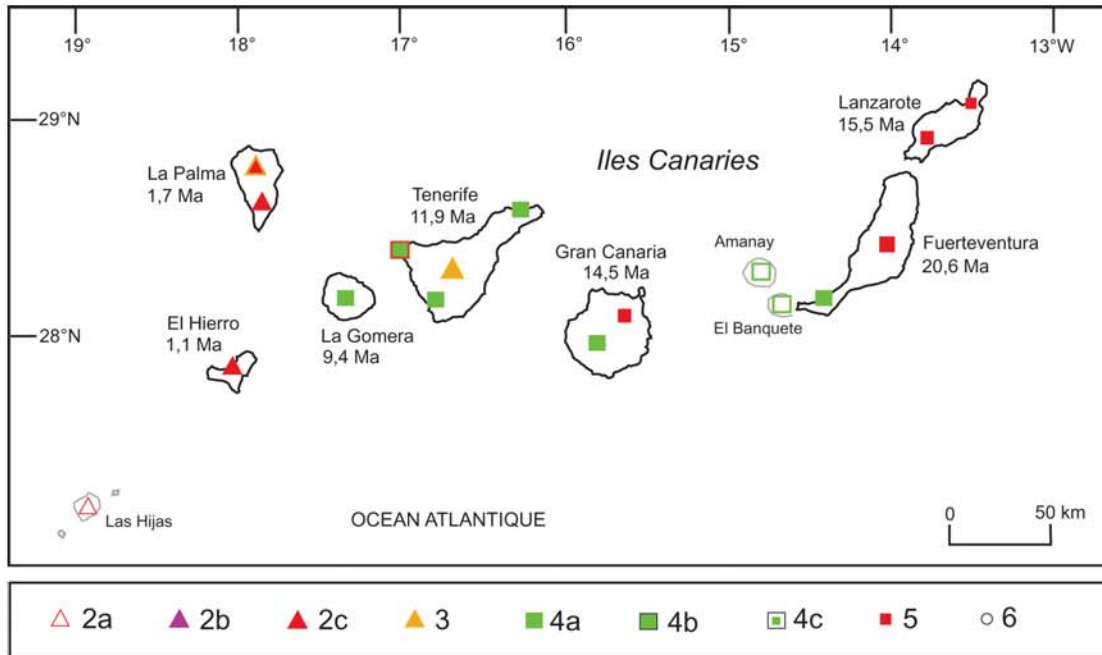 19° 18° 17° 16° 15° 14° 13°W
29°N
28°N
Lanzarote
15,5 Ma
Iles Canaries
La Palma
1,7 Ma
Tenerife
11,9 Ma
Gran Canaria
14,5 Ma
Amanay
Fuerteventura
20,6 Ma
El Banquete
El Hierro
1,1 Ma
La Gomera
9,4 Ma
Las Hijas
OCEAN ATLANTIQUE
0 50 km
2a 2b 2c 3 4a 4b 4c 5 6